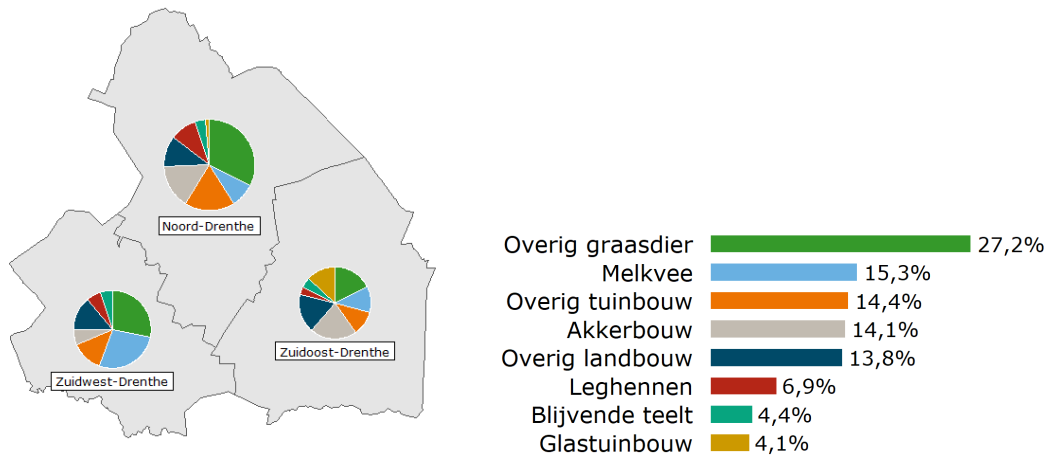 Noord-Drenthe
Zuidoost-Drenthe
Zuidwest-Drenthe
Overig graasdier 27,2%
Melkvee 15,3%
Overig tuinbouw 14,4%
Akkerbouw 14,1%
Overig landbouw 13,8%
Leghennen 6,9%
Blijvende teelt 4,4%
Glastuinbouw 4,1%